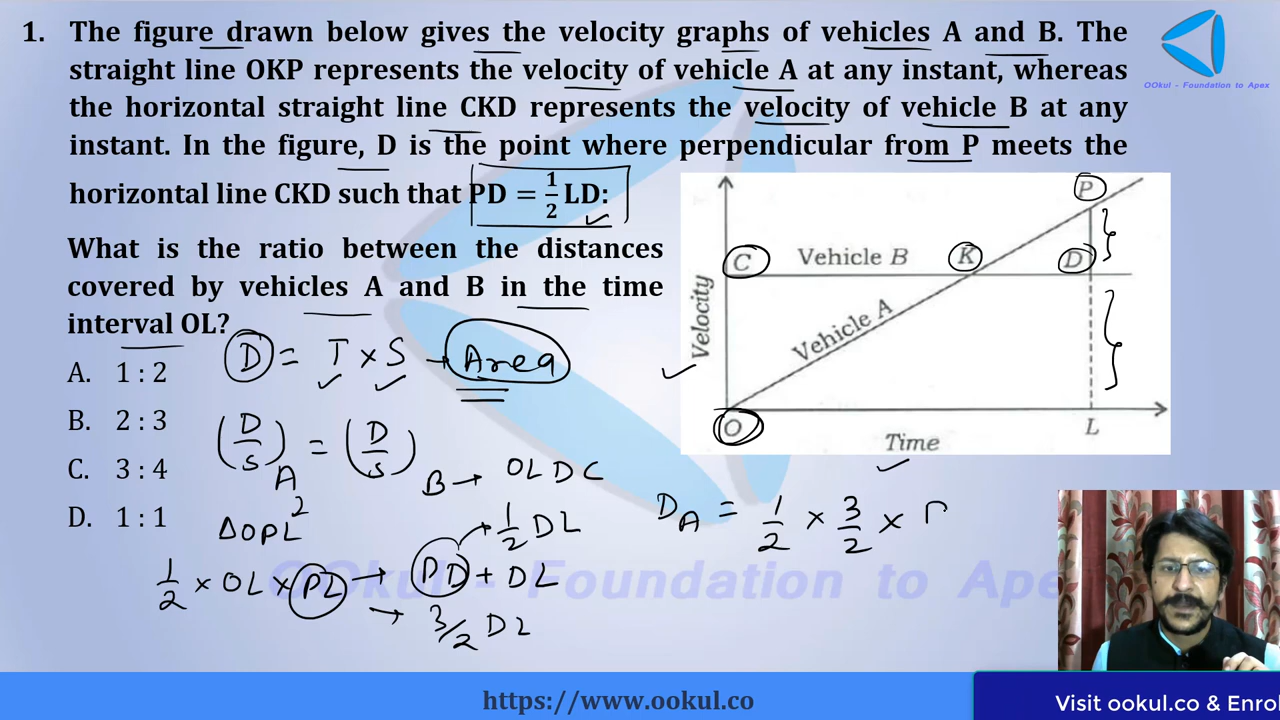 1. The figure drawn below gives the velocity graphs of vehicles A and B. The
straight line OKP represents the velocity of vehicle A at any instant, whereas
the horizontal straight line CKD represents the velocity of vehicle B at any
instant. In the figure, D is the point where perpendicular from P meets the
horizontal line CKD such that PD = 1/2 LD:
What is the ratio between the distances
covered by vehicles A and B in the time
interval OL?
A. 1 : 2
B. 2 : 3
C. 3 : 4
D. 1 : 1
D = T × S → Area
(D/S)A = (D/S)B → OLDC
ΔOPL
1/2 × OL × PL → PD + DL
→ 1/2 DL
→ 3/2 DL
DA = 1/2 × 3/2 ×
Velocity
C
Vehicle B
K
D
P
Vehicle A
O
Time
L
OOkul - Foundation to Apex
OOkul - Foundation to Apex
https://www.ookul.co
Visit ookul.co & Enrol